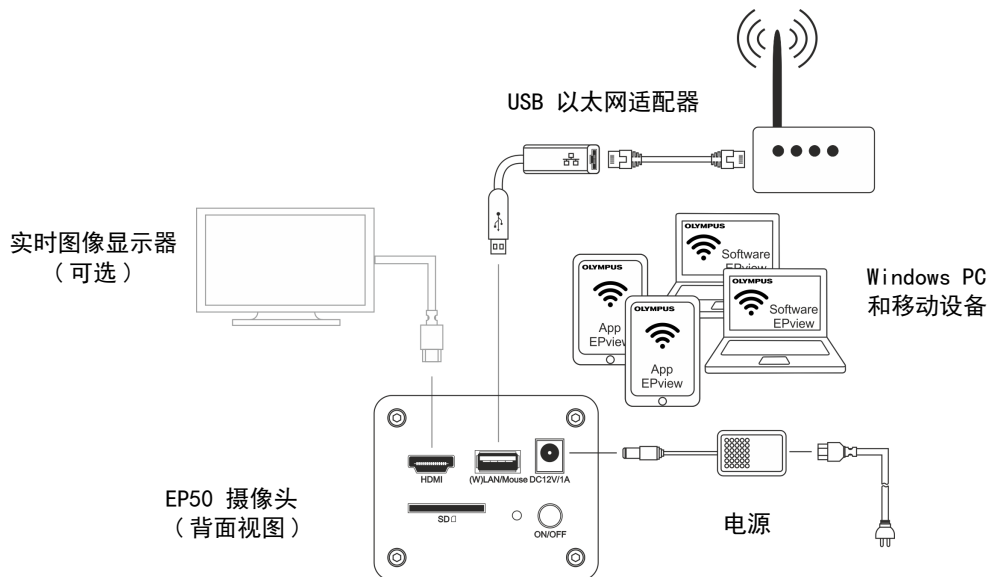 USB 以太网适配器
实时图像显示器
(可选)
OLYMPUS
Software
EPview
OLYMPUS
App
EPview
OLYMPUS
Software
EPview
OLYMPUS
App
EPview
Windows PC
和移动设备
HDMI
(W)LAN/Mouse
DC12V/1A
SD
ON/OFF
EP50 摄像头
(背面视图)
电源